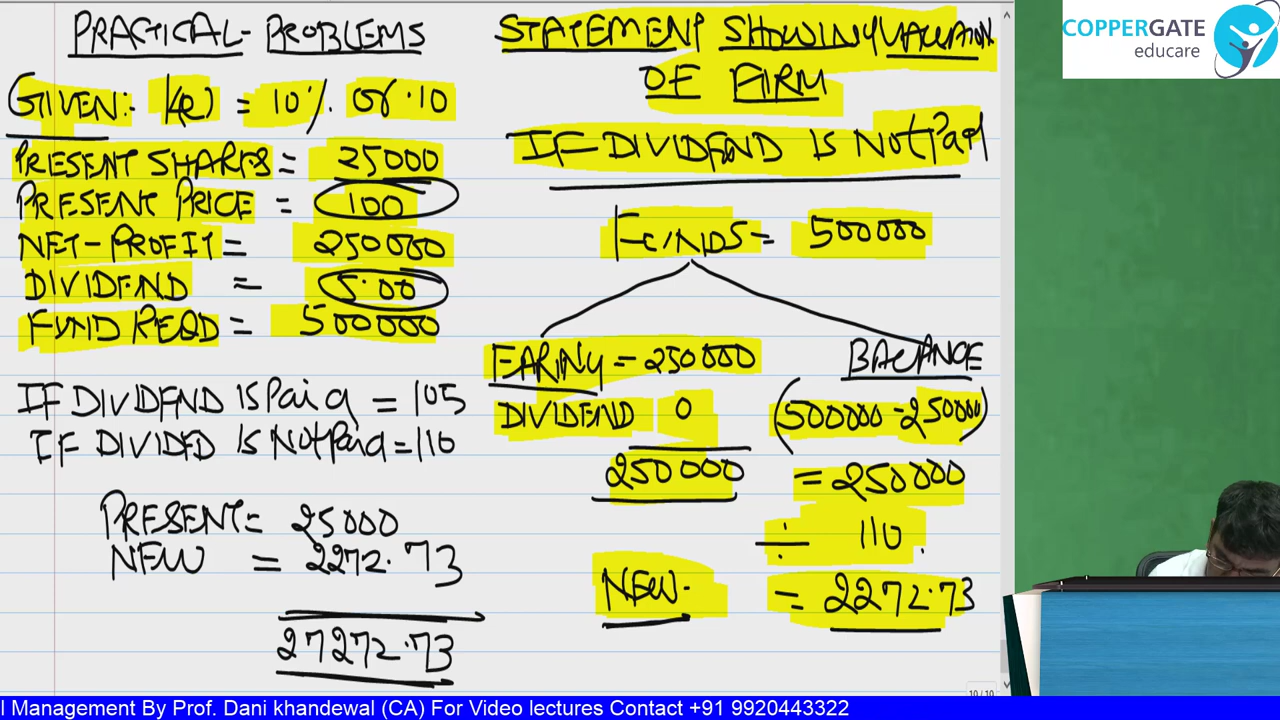 PRACTICAL PROBLEMS
GIVEN:- Ke = 10%. or .10
PRESENT SHARES = 25000
PRESENT PRICE = 100
NET-PROFIT = 250000
DIVIDEND = 5.00
FUND REQD = 500000
IF DIVIDEND IS Paid = 105
IF DIVIDED IS Not Paid = 110
PRESENT = 25000
NEW = 2272.73
27272.73
STATEMENT SHOWING VALUATION
OF FIRM
IF DIVIDEND IS Not Paid
FUNDS = 500000
EARING = 250000
DIVIDEND 0
250000
BALANCE
(500000 - 250000)
= 250000
÷ 110
NEW. = 2272.73
COPPERGATE
educare
10 / 10
l Management By Prof. Dani khandewal (CA) For Video lectures Contact +91 9920443322